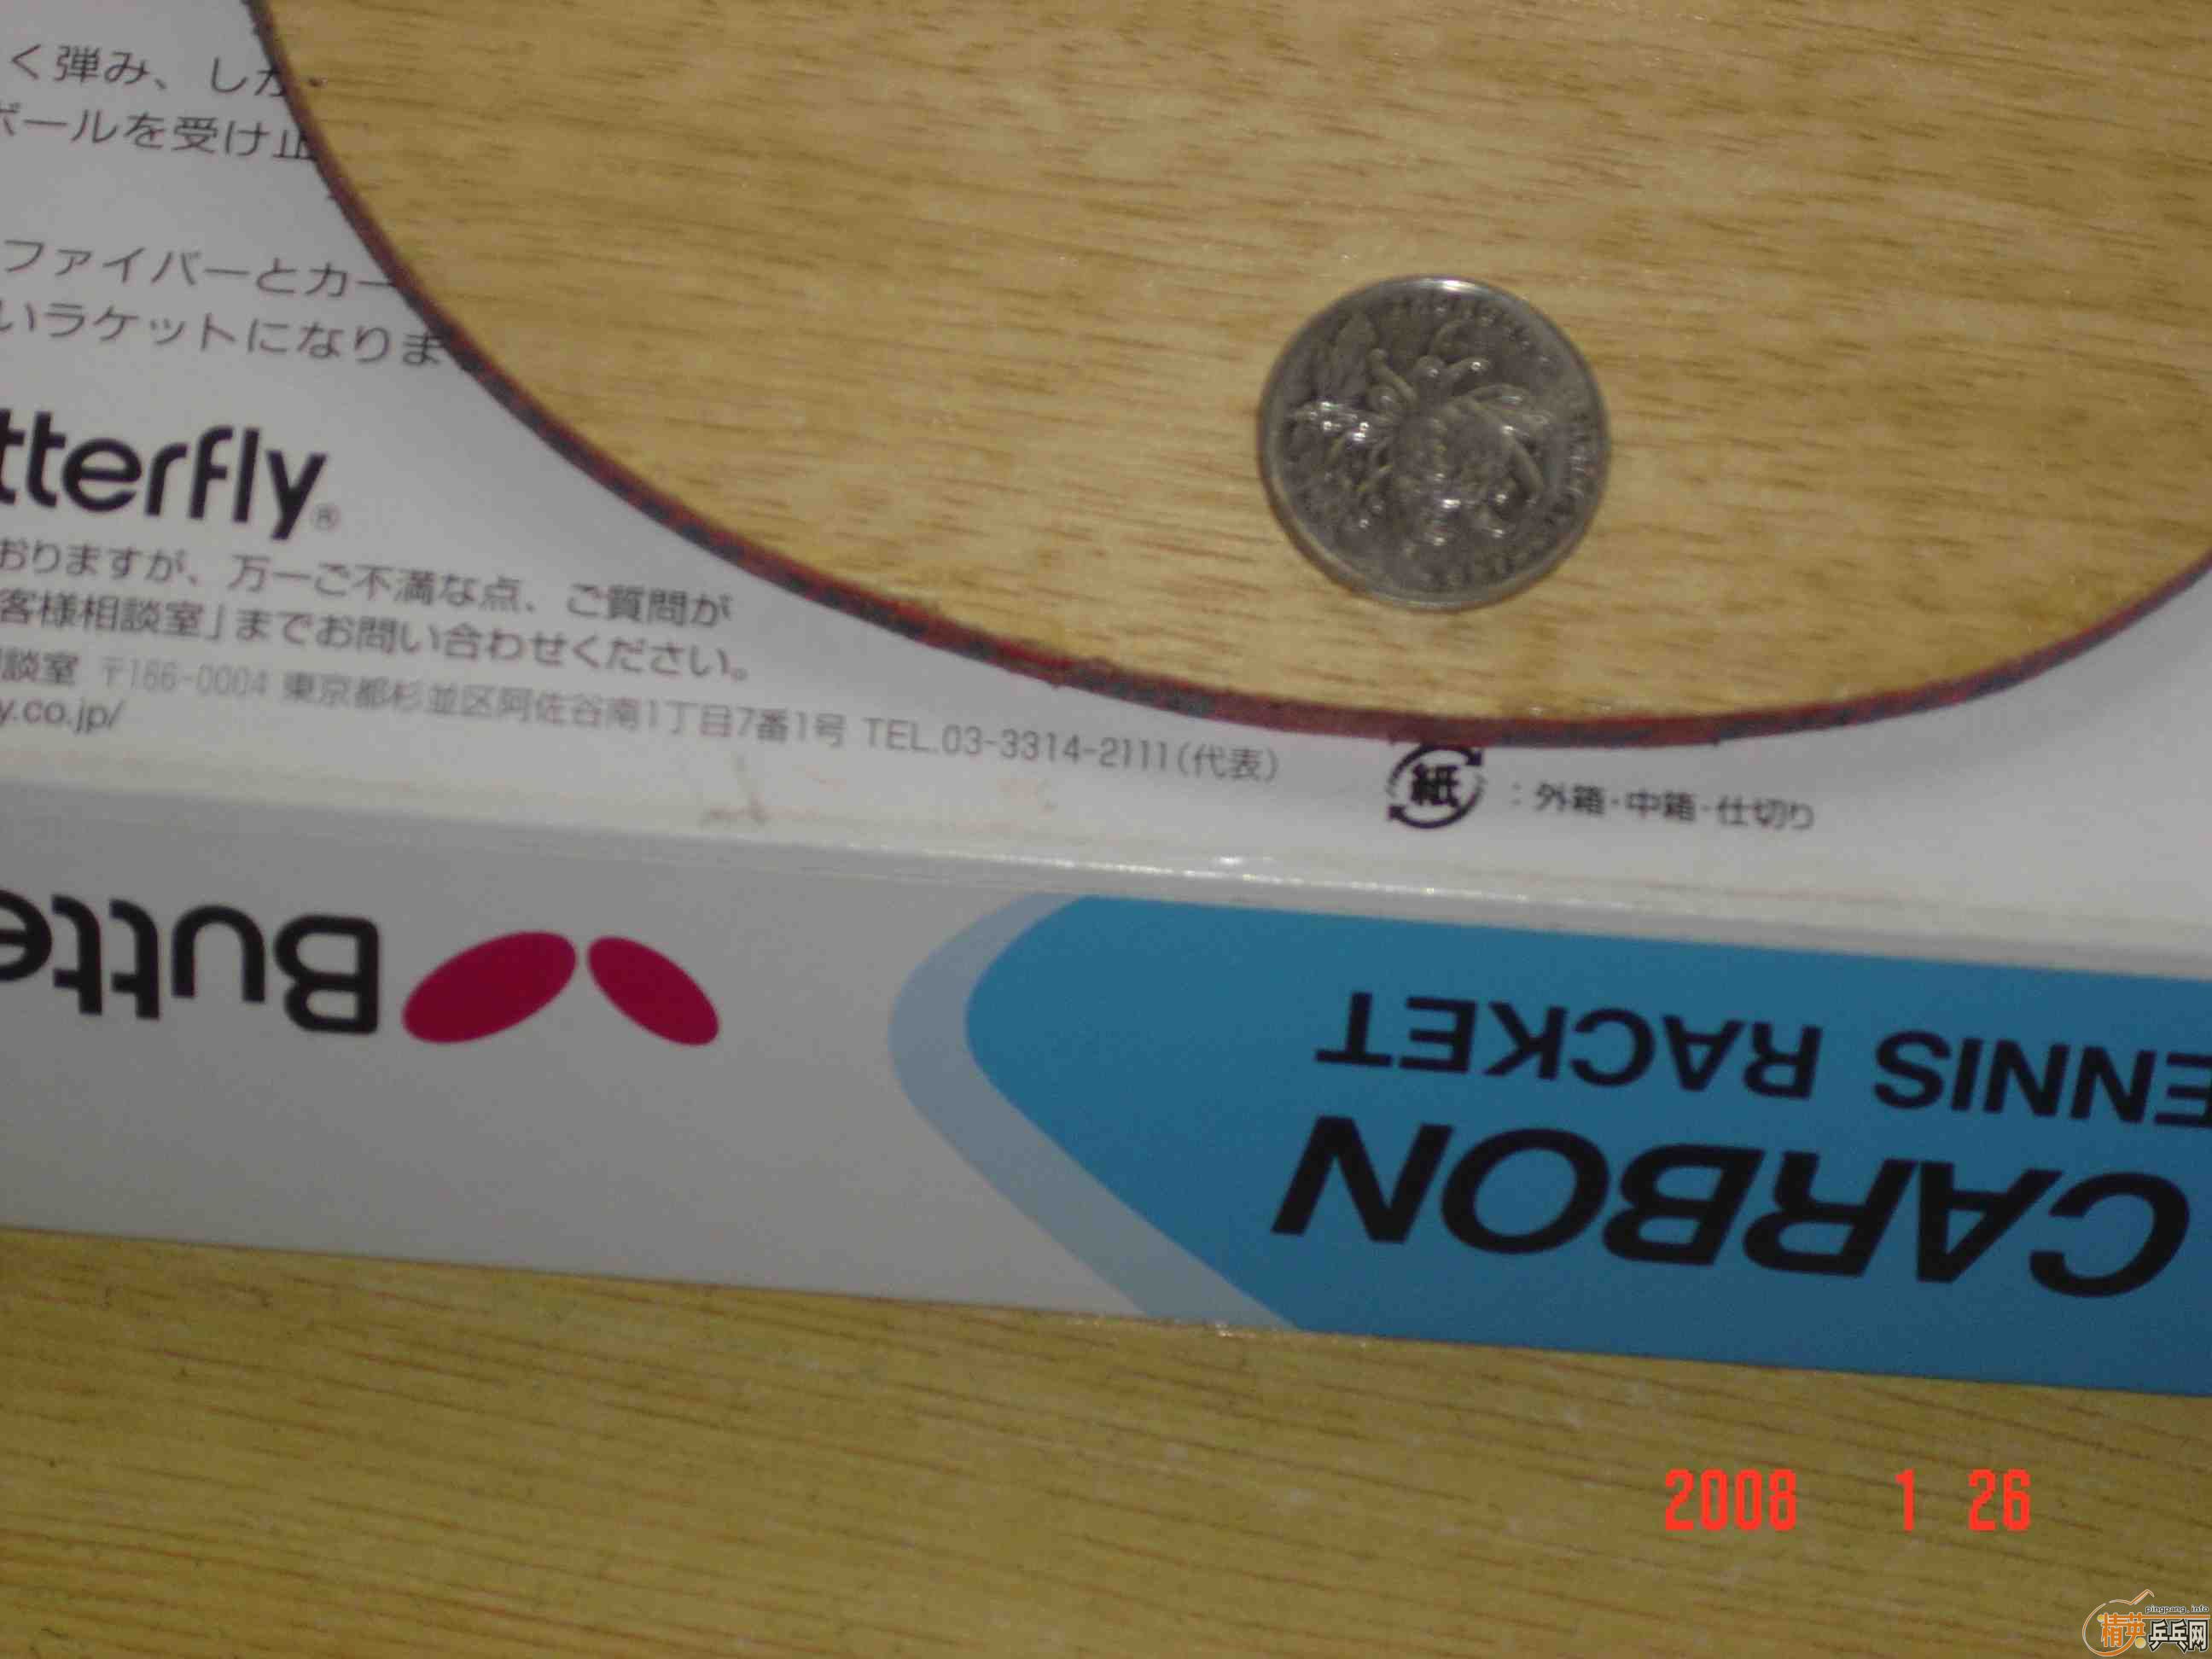 く弾み、しか
ボールを受け止
ファイバーとカー
いラケットになりま
tterfly®
おりますが、万一ご不満な点、ご質問が
客様相談室」までお問い合わせください。
談室 〒166-0004 東京都杉並区阿佐谷南1丁目7番1号 TEL.03-3314-2111(代表)
y.co.jp/
紙 : 外箱・中箱・仕切り
Butte
CARBON
ENNIS RACKET
2008 1 26
pingpang.info
精英乒乓网